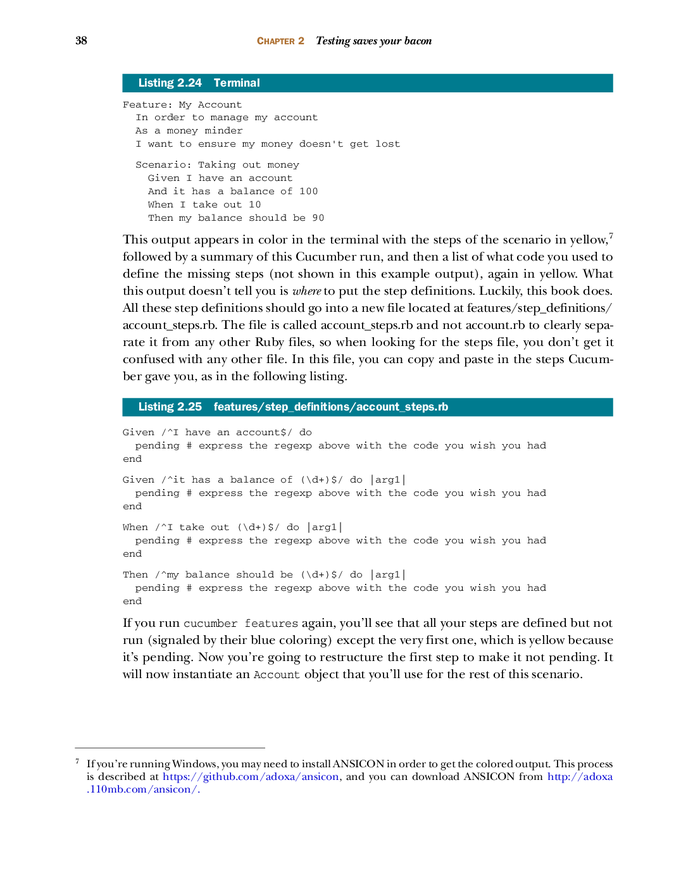 38 CHAPTER 2 Testing saves your bacon
Listing 2.24 Terminal
Feature: My Account
  In order to manage my account
  As a money minder
  I want to ensure my money doesn't get lost
  Scenario: Taking out money
    Given I have an account
    And it has a balance of 100
    When I take out 10
    Then my balance should be 90
This output appears in color in the terminal with the steps of the scenario in yellow,7
followed by a summary of this Cucumber run, and then a list of what code you used to
define the missing steps (not shown in this example output), again in yellow. What
this output doesn't tell you is where to put the step definitions. Luckily, this book does.
All these step definitions should go into a new file located at features/step_definitions/
account_steps.rb. The file is called account_steps.rb and not account.rb to clearly sepa-
rate it from any other Ruby files, so when looking for the steps file, you don't get it
confused with any other file. In this file, you can copy and paste in the steps Cucum-
ber gave you, as in the following listing.
Listing 2.25 features/step_definitions/account_steps.rb
Given /^I have an account$/ do
  pending # express the regexp above with the code you wish you had
end
Given /^it has a balance of (\d+)$/ do |arg1|
  pending # express the regexp above with the code you wish you had
end
When /^I take out (\d+)$/ do |arg1|
  pending # express the regexp above with the code you wish you had
end
Then /^my balance should be (\d+)$/ do |arg1|
  pending # express the regexp above with the code you wish you had
end
If you run cucumber features again, you'll see that all your steps are defined but not
run (signaled by their blue coloring) except the very first one, which is yellow because
it's pending. Now you're going to restructure the first step to make it not pending. It
will now instantiate an Account object that you'll use for the rest of this scenario.
7 If you're running Windows, you may need to install ANSICON in order to get the colored output. This process
is described at https://github.com/adoxa/ansicon, and you can download ANSICON from http://adoxa
.110mb.com/ansicon/.